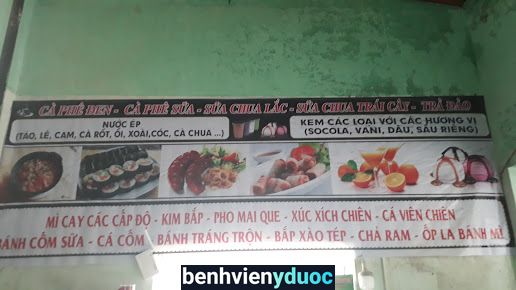 CÀ PHÊ ĐEN - CÀ PHÊ SỮA - SỮA CHUA LẮC - SỮA CHUA TRÁI CÂY - TRÀ ĐÀO
NƯỚC ÉP
(TÁO, LÊ, CAM, CÀ RỐT, ỔI, XOÀI, CÓC, CÀ CHUA ...)
KEM CÁC LOẠI VỚI CÁC HƯƠNG VỊ
(SOCOLA, VANI, DÂU, SẦU RIÊNG)
MÌ CAY CÁC CẤP ĐỘ - KIM BẮP - PHO MAI QUE - XÚC XÍCH CHIÊN - CÁ VIÊN CHIÊN
BÁNH CỐM SỮA - CÁ CỐM BÁNH TRÁNG TRỘN - BẮP XÀO TÉP - CHẢ RAM - ỐP LA BÁNH MÌ
benhvienyduoc